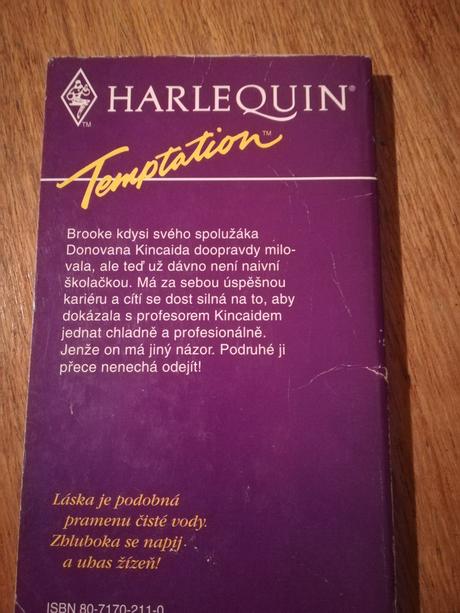 HARLEQUIN®
TM
Temptation™
Brooke kdysi svého spolužáka
Donovana Kincaida doopravdy milo-
vala, ale teď už dávno není naivní
školačkou. Má za sebou úspěšnou
kariéru a cítí se dost silná na to, aby
dokázala s profesorem Kincaidem
jednat chladně a profesionálně.
Jenže on má jiný názor. Podruhé ji
přece nenechá odejít!
Láska je podobná
pramenu čisté vody.
Zhluboka se napij
a uhas žízeň!
ISBN 80-7170-211-0